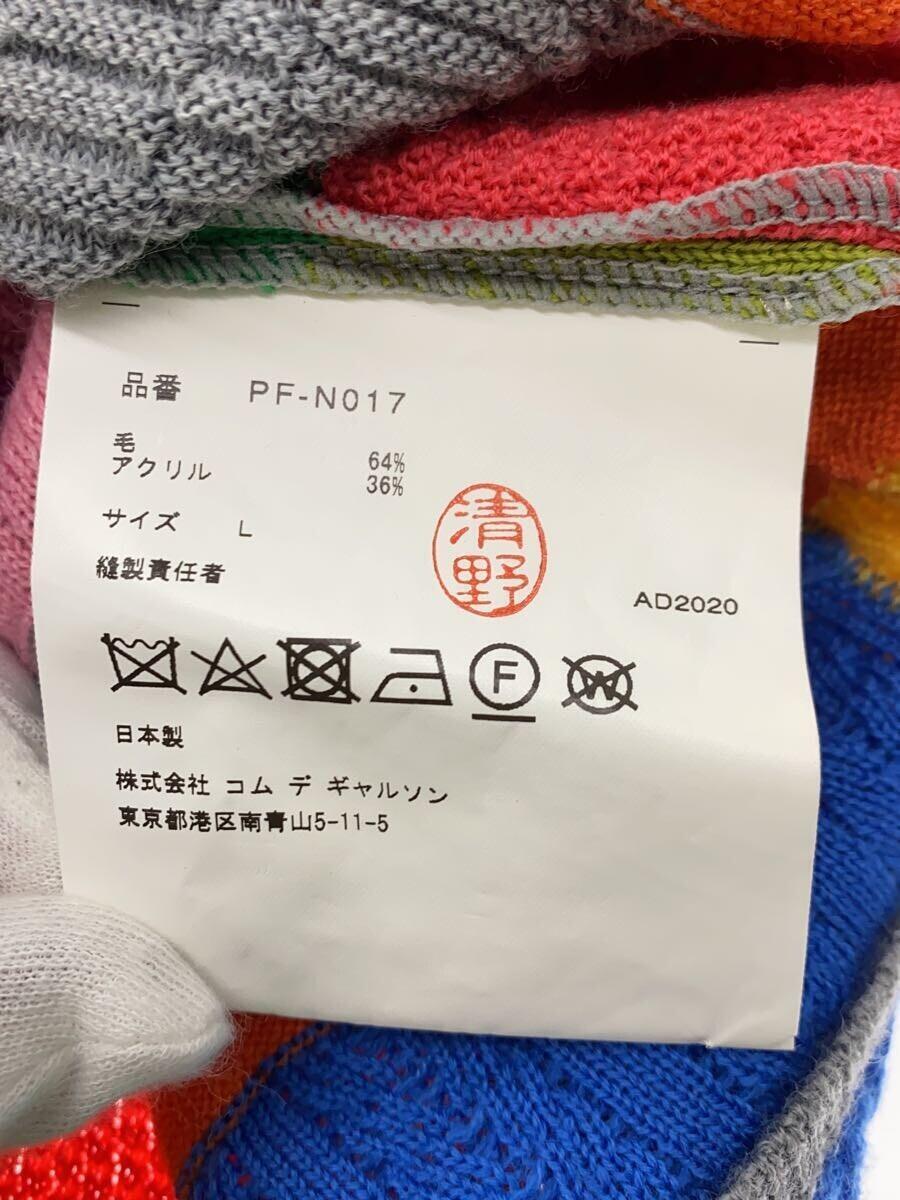 品番 PF-N017
毛 64%
アクリル 36%
サイズ L
縫製責任者
清野
AD2020
F
W
日本製
株式会社 コム デ ギャルソン
東京都港区南青山5-11-5